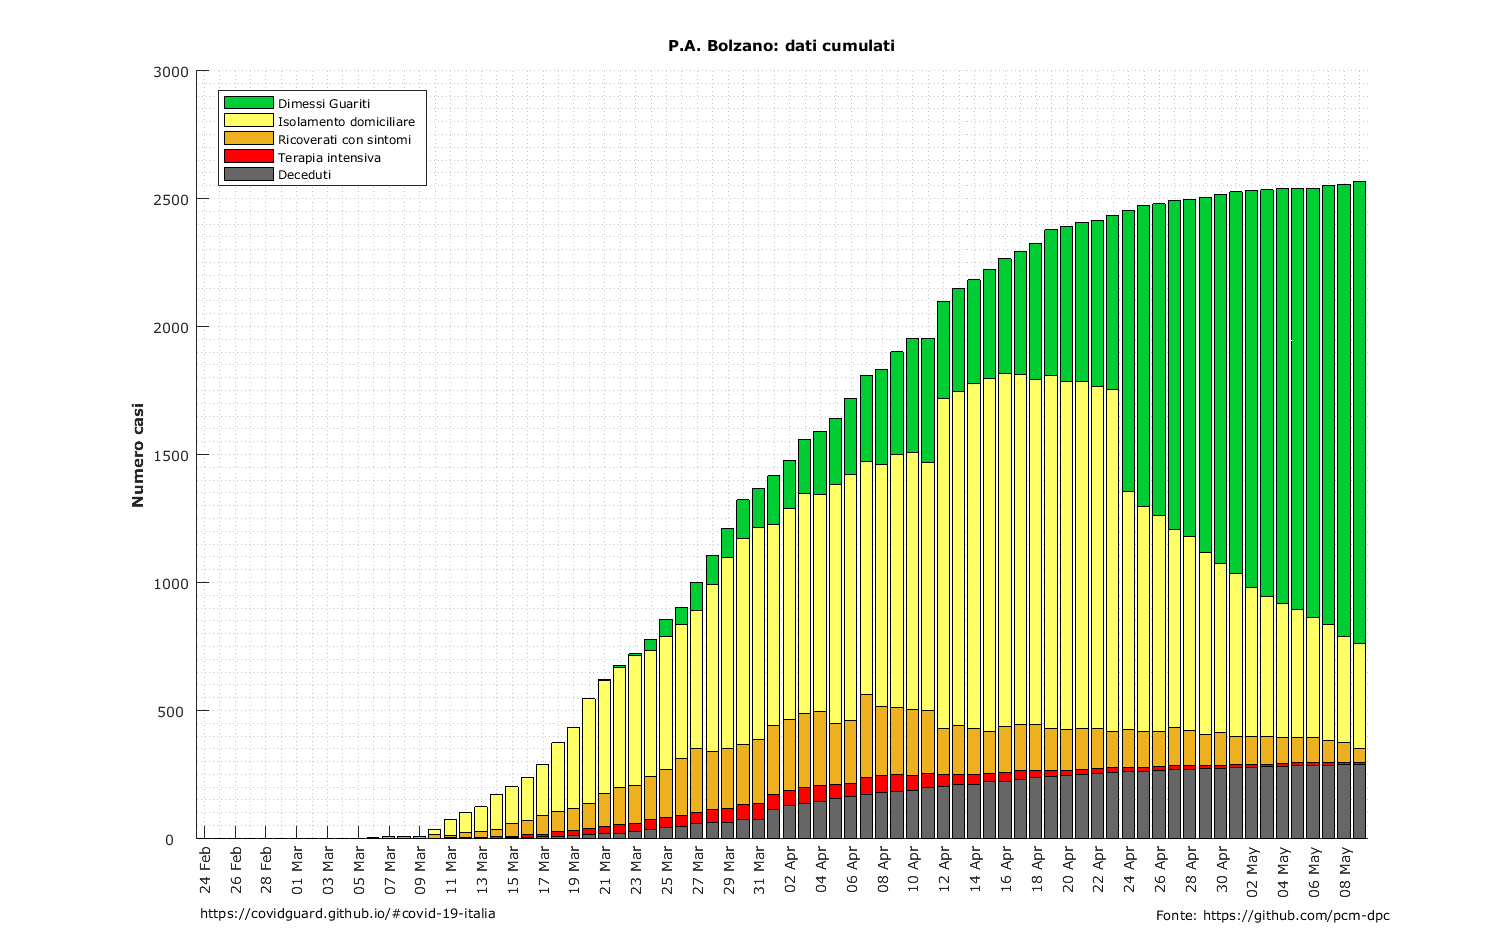 P.A. Bolzano: dati cumulati
3000
2500
2000
1500
1000
500
0
Numero casi
Dimessi Guariti
Isolamento domiciliare
Ricoverati con sintomi
Terapia intensiva
Deceduti
24 Feb
26 Feb
28 Feb
01 Mar
03 Mar
05 Mar
07 Mar
09 Mar
11 Mar
13 Mar
15 Mar
17 Mar
19 Mar
21 Mar
23 Mar
25 Mar
27 Mar
29 Mar
31 Mar
02 Apr
04 Apr
06 Apr
08 Apr
10 Apr
12 Apr
14 Apr
16 Apr
18 Apr
20 Apr
22 Apr
24 Apr
26 Apr
28 Apr
30 Apr
02 May
04 May
06 May
08 May
https://covidguard.github.io/#covid-19-italia
Fonte: https://github.com/pcm-dpc